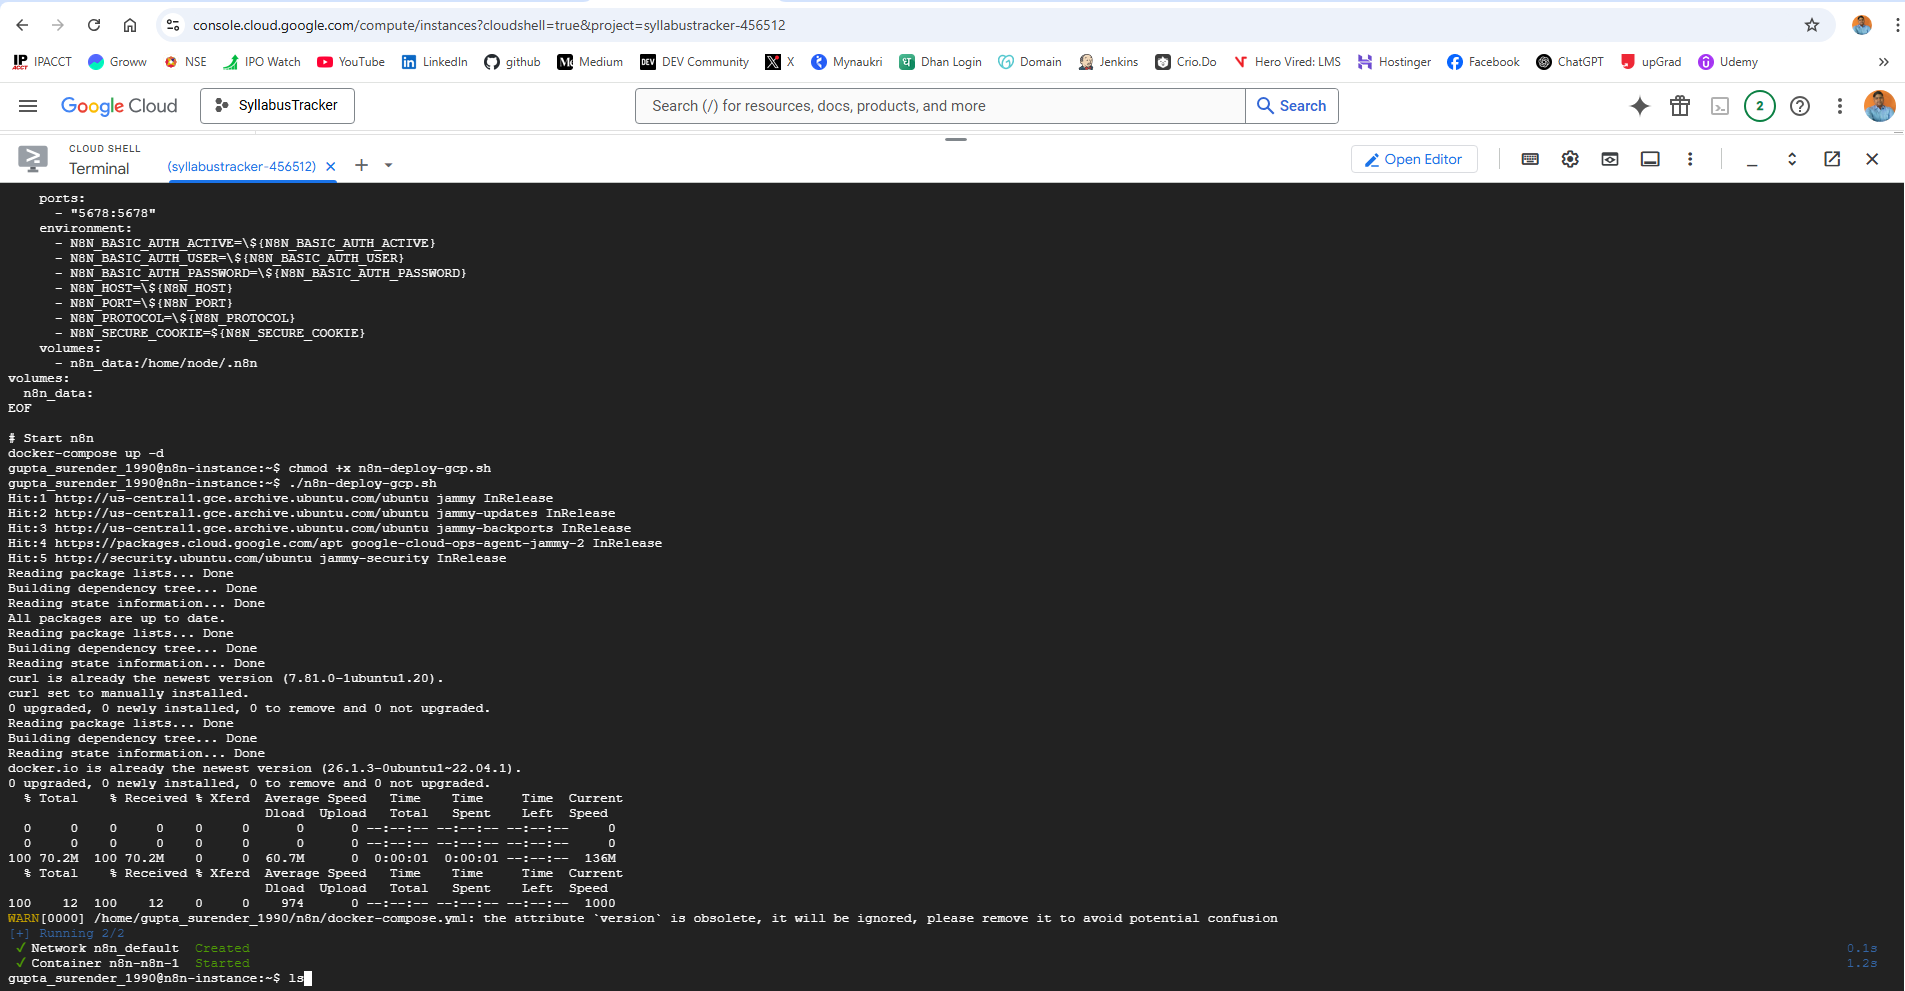 console.cloud.google.com/compute/instances?cloudshell=true&project=syllabustracker-456512
IPACCT Groww NSE IPO Watch YouTube LinkedIn github Medium DEV Community X Mynaukri Dhan Login Domain Jenkins Crio.Do Hero Vired: LMS Hostinger Facebook ChatGPT upGrad Udemy
Google Cloud SyllabusTracker Search (/) for resources, docs, products, and more Search 2
CLOUD SHELL
Terminal (syllabustracker-456512) Open Editor
    ports:
      - "5678:5678"
    environment:
      - N8N_BASIC_AUTH_ACTIVE=\${N8N_BASIC_AUTH_ACTIVE}
      - N8N_BASIC_AUTH_USER=\${N8N_BASIC_AUTH_USER}
      - N8N_BASIC_AUTH_PASSWORD=\${N8N_BASIC_AUTH_PASSWORD}
      - N8N_HOST=\${N8N_HOST}
      - N8N_PORT=\${N8N_PORT}
      - N8N_PROTOCOL=\${N8N_PROTOCOL}
      - N8N_SECURE_COOKIE=${N8N_SECURE_COOKIE}
    volumes:
      - n8n_data:/home/node/.n8n
volumes:
  n8n_data:
EOF
# Start n8n
docker-compose up -d
gupta_surender_1990@n8n-instance:~$ chmod +x n8n-deploy-gcp.sh
gupta_surender_1990@n8n-instance:~$ ./n8n-deploy-gcp.sh
Hit:1 http://us-central1.gce.archive.ubuntu.com/ubuntu jammy InRelease
Hit:2 http://us-central1.gce.archive.ubuntu.com/ubuntu jammy-updates InRelease
Hit:3 http://us-central1.gce.archive.ubuntu.com/ubuntu jammy-backports InRelease
Hit:4 https://packages.cloud.google.com/apt google-cloud-ops-agent-jammy-2 InRelease
Hit:5 http://security.ubuntu.com/ubuntu jammy-security InRelease
Reading package lists... Done
Building dependency tree... Done
Reading state information... Done
All packages are up to date.
Reading package lists... Done
Building dependency tree... Done
Reading state information... Done
curl is already the newest version (7.81.0-1ubuntu1.20).
curl set to manually installed.
0 upgraded, 0 newly installed, 0 to remove and 0 not upgraded.
Reading package lists... Done
Building dependency tree... Done
Reading state information... Done
docker.io is already the newest version (26.1.3-0ubuntu1~22.04.1).
0 upgraded, 0 newly installed, 0 to remove and 0 not upgraded.
  % Total    % Received % Xferd  Average Speed   Time    Time     Time  Current
                                 Dload  Upload   Total   Spent    Left  Speed
  0     0    0     0    0     0      0      0 --:--:-- --:--:-- --:--:--     0
  0     0    0     0    0     0      0      0 --:--:-- --:--:-- --:--:--     0
100 70.2M  100 70.2M    0     0  60.7M      0  0:00:01  0:00:01 --:--:--  136M
  % Total    % Received % Xferd  Average Speed   Time    Time     Time  Current
                                 Dload  Upload   Total   Spent    Left  Speed
100    12  100    12    0     0    974      0 --:--:-- --:--:-- --:--:--  1000
WARN[0000] /home/gupta_surender_1990/n8n/docker-compose.yml: the attribute `version` is obsolete, it will be ignored, please remove it to avoid potential confusion
[+] Running 2/2
 ✓ Network n8n_default  Created 0.1s
 ✓ Container n8n-n8n-1  Started 1.2s
gupta_surender_1990@n8n-instance:~$ ls